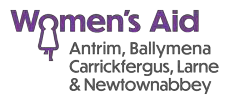 Women's Aid
Antrim, Ballymena
Carrickfergus, Larne
& Newtownabbey